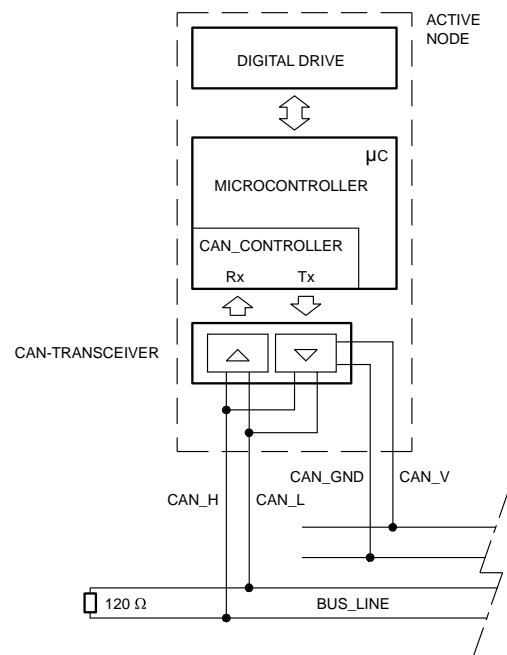 ACTIVE
NODE
DIGITAL DRIVE
µC
MICROCONTROLLER
CAN_CONTROLLER
Rx Tx
CAN-TRANSCEIVER
CAN_GND CAN_V
CAN_H CAN_L
120 Ω BUS_LINE